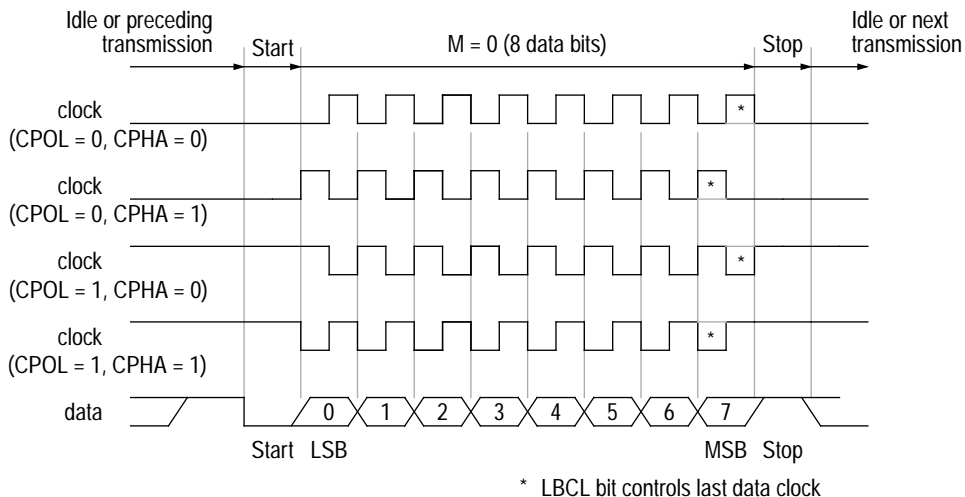 Idle or preceding
transmission
Start
M = 0 (8 data bits)
Stop
Idle or next
transmission
clock
(CPOL = 0, CPHA = 0)
*
clock
(CPOL = 0, CPHA = 1)
*
clock
(CPOL = 1, CPHA = 0)
*
clock
(CPOL = 1, CPHA = 1)
*
data
0 1 2 3 4 5 6 7
Start LSB MSB Stop
* LBCL bit controls last data clock